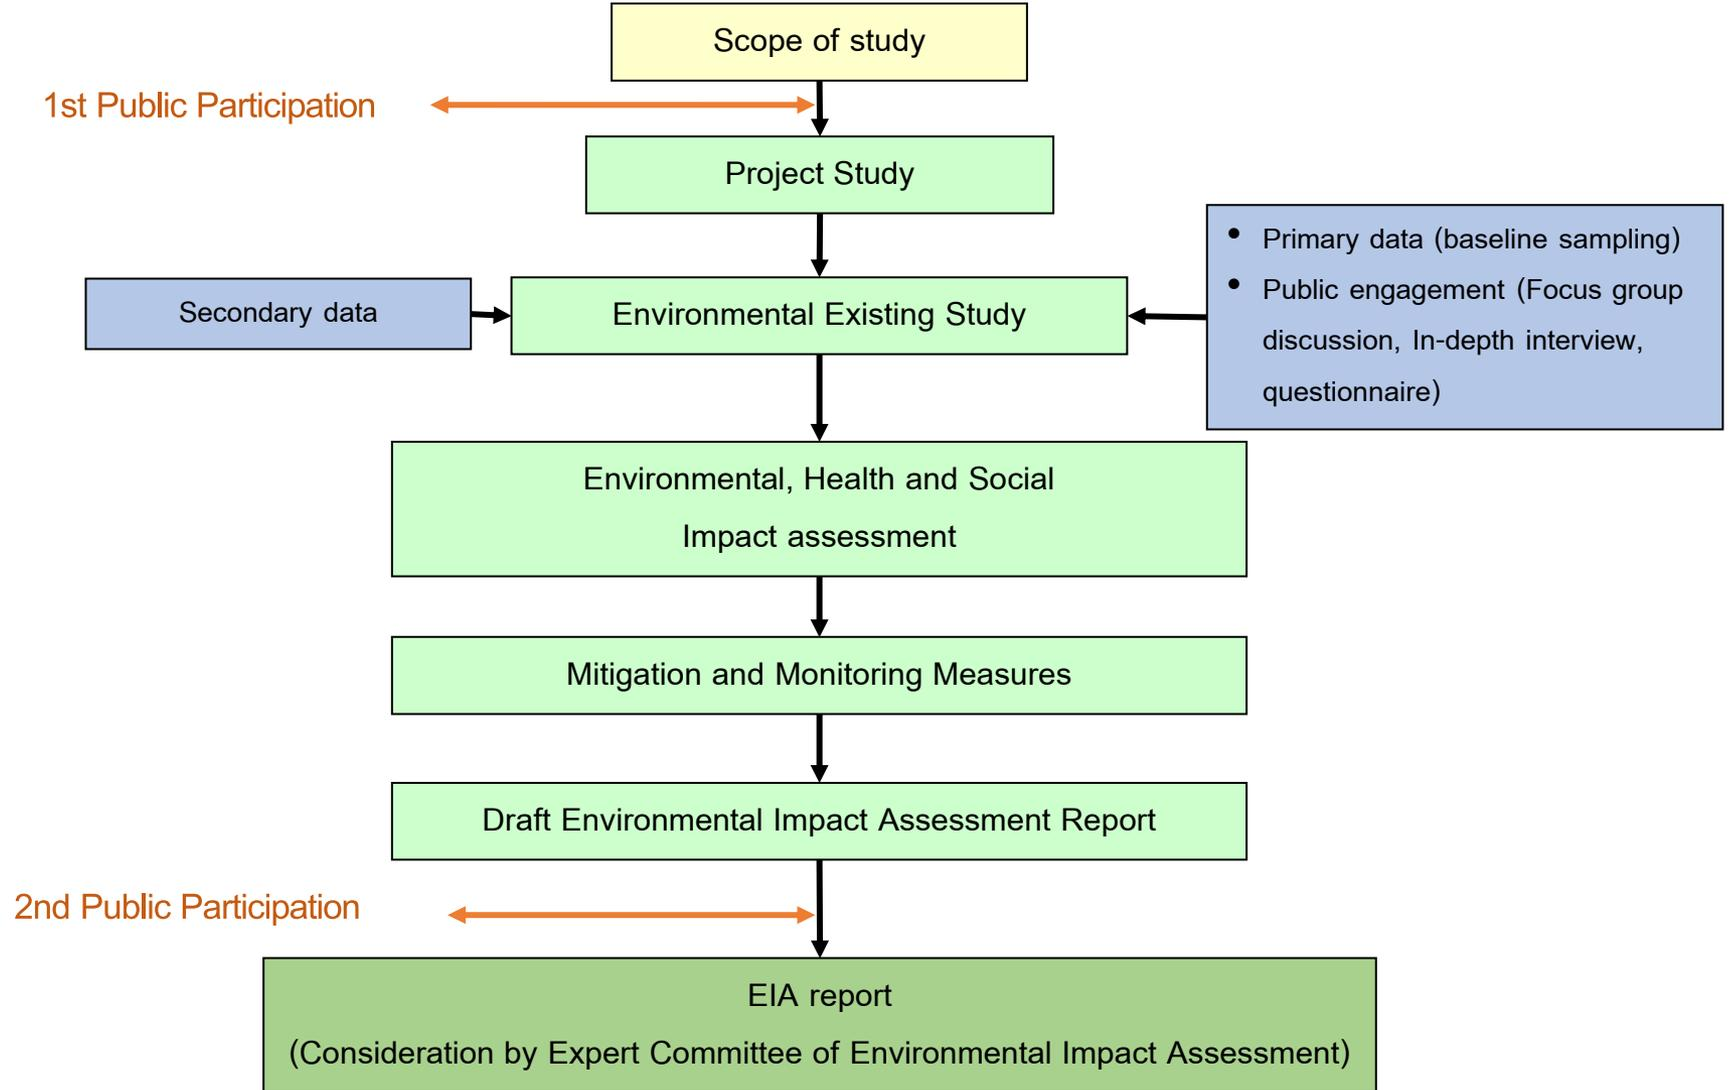 Scope of study
1st Public Participation
Project Study
• Primary data (baseline sampling)
• Public engagement (Focus group
discussion, In-depth interview,
questionnaire)
Secondary data
Environmental Existing Study
Environmental, Health and Social
Impact assessment
Mitigation and Monitoring Measures
Draft Environmental Impact Assessment Report
2nd Public Participation
EIA report
(Consideration by Expert Committee of Environmental Impact Assessment)